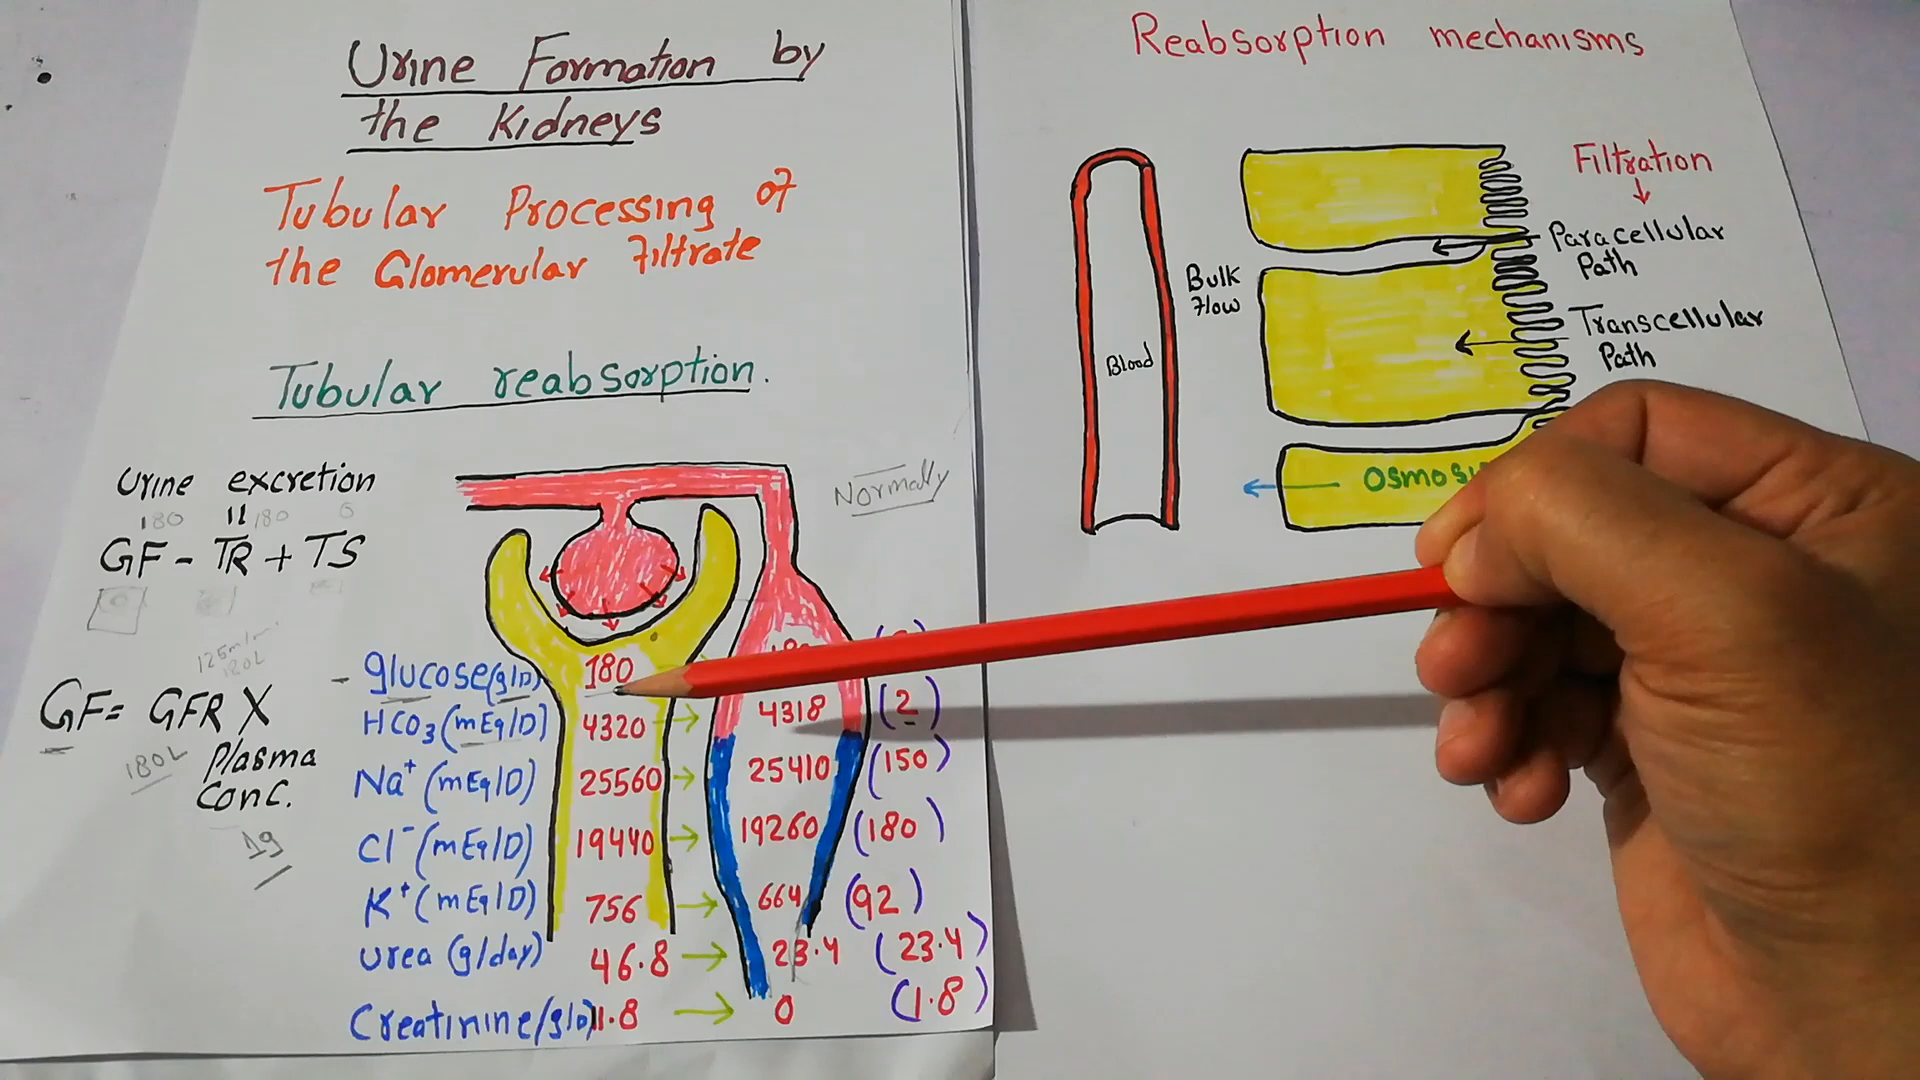 Urine Formation by
the Kidneys
Tubular Processing of
the Glomerular Filtrate
Tubular reabsorption.
Urine excretion
180 || 180 0
GF - TR + TS
125ml/m
180L
GF = GFR X
180L Plasma
Conc.
1g
Normally
- glucose (g/D) 180
HCO3 (mEq/D) 4320 → 4318 (2)
Na+ (mEq/D) 25560 → 25410 (150)
Cl- (mEq/D) 19440 → 19260 (180)
K+ (mEq/D) 756 → 664 (92)
Urea (g/day) 46.8 → 23.4 (23.4)
Creatinine (g/D) 1.8 → 0 (1.8)
Reabsorption mechanisms
Filtration
Paracellular
Path
Bulk
Flow
Transcellular
Path
Blood